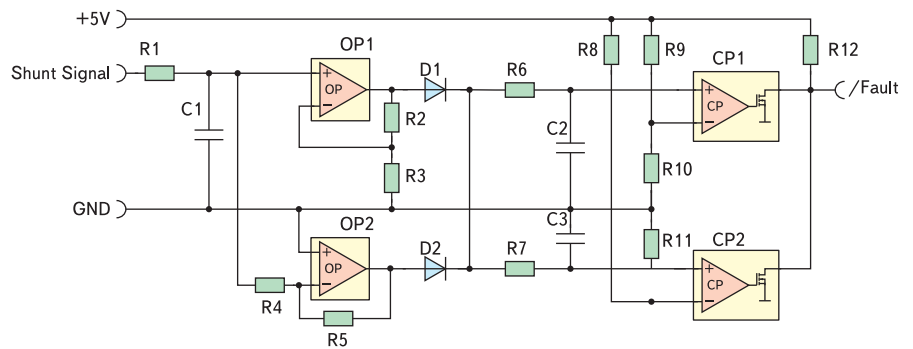 +5V
R1
OP1
D1
R6
R8
R9
CP1
R12
Shunt Signal
+
OP
−
+
CP
−
/Fault
C1
R2
C2
R3
R10
GND
OP2
D2
C3
R11
CP2
+
OP
−
R7
+
CP
−
R4
R5